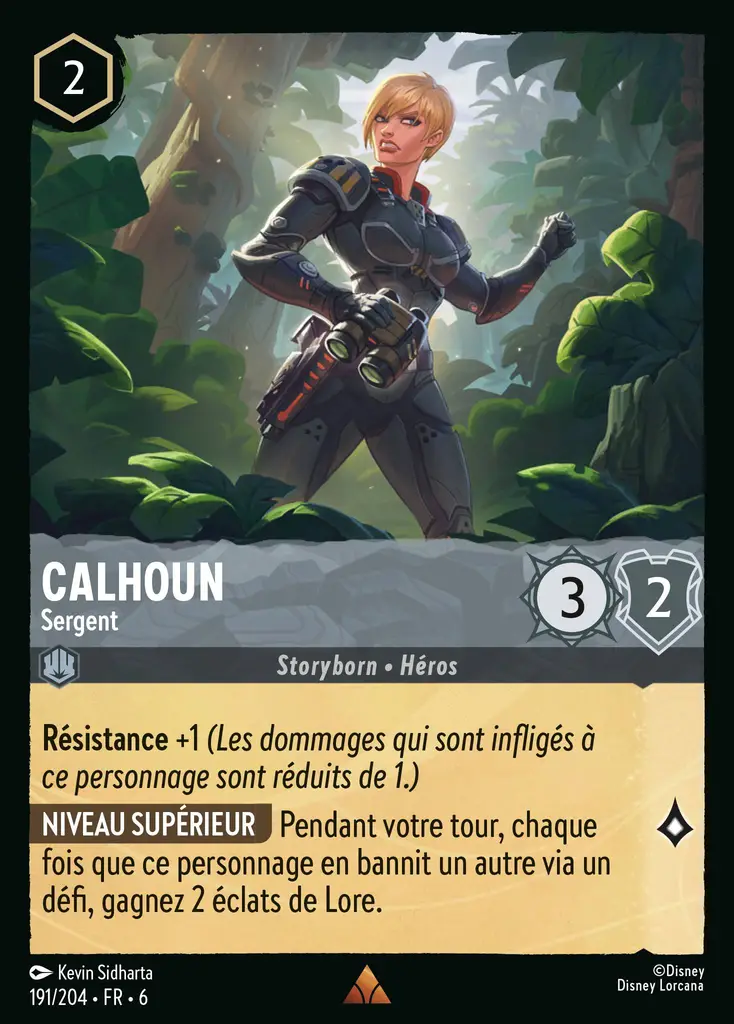 2
CALHOUN
Sergent
3
2
Storyborn • Héros
Résistance +1 (Les dommages qui sont infligés à
ce personnage sont réduits de 1.)
NIVEAU SUPÉRIEUR Pendant votre tour, chaque
fois que ce personnage en bannit un autre via un
défi, gagnez 2 éclats de Lore.
Kevin Sidharta
191/204 • FR • 6
©Disney
Disney Lorcana